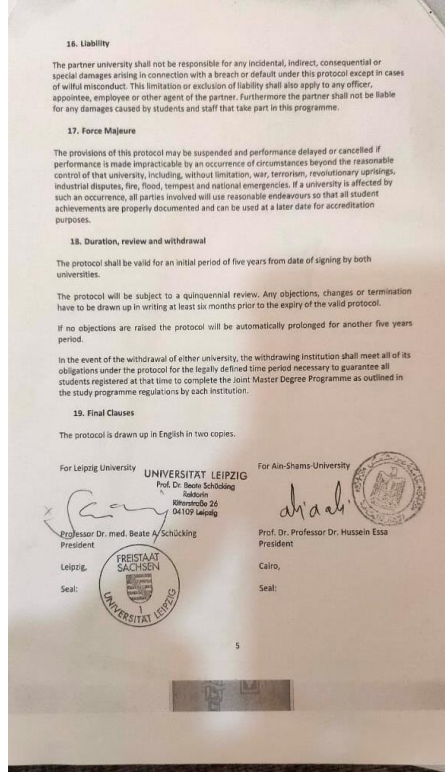 16. Liability
The partner university shall not be responsible for any incidental, indirect, consequential or
special damages arising in connection with a breach or default under this protocol except in cases
of wilful misconduct. This limitation or exclusion of liability shall also apply to any officer,
appointee, employee or other agent of the partner. Furthermore the partner shall not be liable
for any damages caused by students and staff that take part in this programme.
17. Force Majeure
The provisions of this protocol may be suspended and performance delayed or cancelled if
performance is made impracticable by an occurrence of circumstances beyond the reasonable
control of that university, including, without limitation, war, terrorism, revolutionary uprisings,
industrial disputes, fire, flood, tempest and national emergencies. If a university is affected by
such an occurrence, all parties involved will use reasonable endeavours so that all student
achievements are properly documented and can be used at a later date for accreditation
purposes.
18. Duration, review and withdrawal
The protocol shall be valid for an initial period of five years from date of signing by both
universities.
The protocol will be subject to a quinquennial review. Any objections, changes or termination
have to be drawn up in writing at least six months prior to the expiry of the valid protocol.
If no objections are raised the protocol will be automatically prolonged for another five years
period.
In the event of the withdrawal of either university, the withdrawing institution shall meet all of its
obligations under the protocol for the legally defined time period necessary to guarantee all
students registered at that time to complete the Joint Master Degree Programme as outlined in
the study programme regulations by each institution.
19. Final Clauses
The protocol is drawn up in English in two copies.
For Leipzig University
UNIVERSITÄT LEIPZIG
Prof. Dr. Beate Schücking
Rektorin
Ritterstraße 26
04109 Leipzig
Professor Dr. med. Beate A. Schücking
President
Leipzig,
Seal:
FREISTAAT
SACHSEN
1
UNIVERSITÄT LEIPZIG
For Ain-Shams-University
Prof. Dr. Professor Dr. Hussein Essa
President
Cairo,
Seal:
5